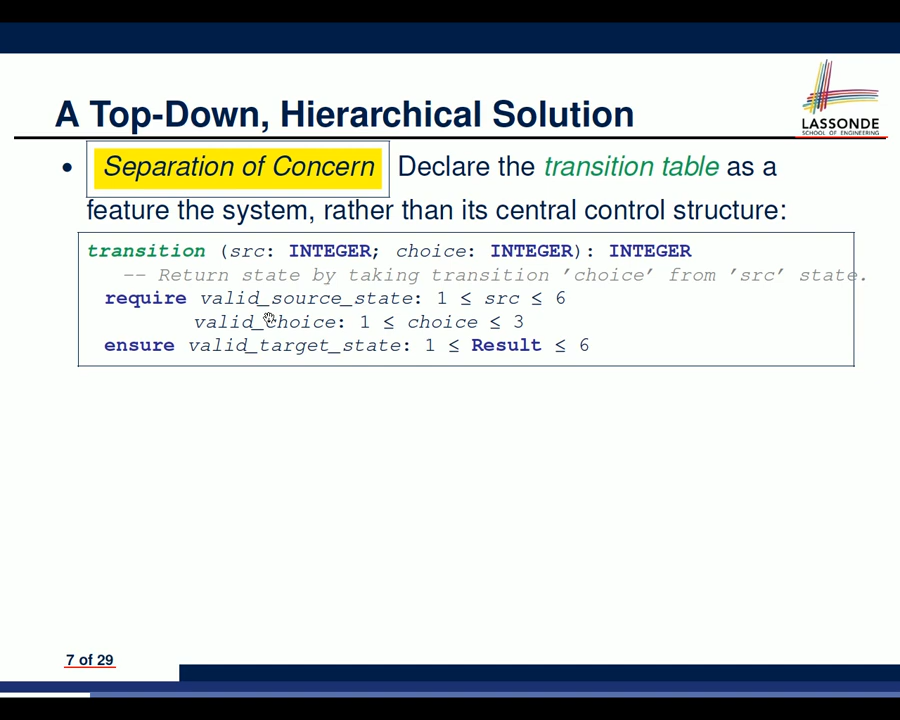 A Top-Down, Hierarchical Solution
LASSONDE
SCHOOL OF ENGINEERING
• Separation of Concern Declare the transition table as a
feature the system, rather than its central control structure:
transition (src: INTEGER; choice: INTEGER): INTEGER
-- Return state by taking transition ’choice’ from ’src’ state.
require valid_source_state: 1 ≤ src ≤ 6
valid_choice: 1 ≤ choice ≤ 3
ensure valid_target_state: 1 ≤ Result ≤ 6
7 of 29